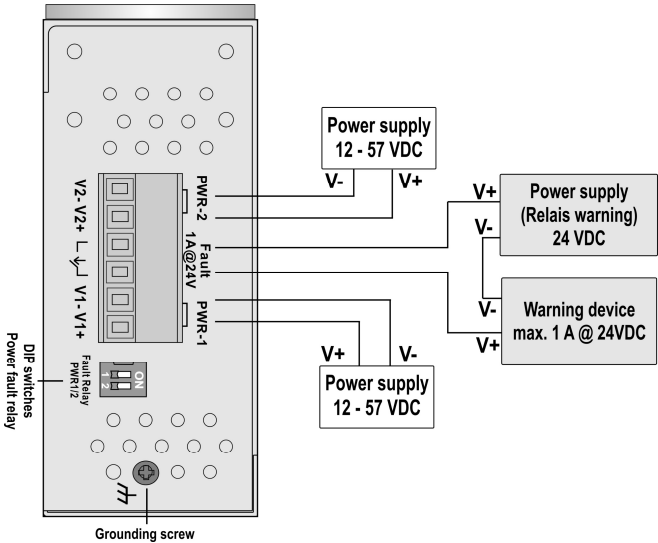 Power supply
12 - 57 VDC
V-
V+
V2- V2+
V1- V1+
PWR-2
Fault
1A@24V
PWR-1
V+
Power supply
(Relais warning)
24 VDC
V-
V-
Warning device
max. 1 A @ 24VDC
V+
V+
V-
Power supply
12 - 57 VDC
DIP switches
Power fault relay
Fault Relay
PWR1/2
ON
1
2
Grounding screw